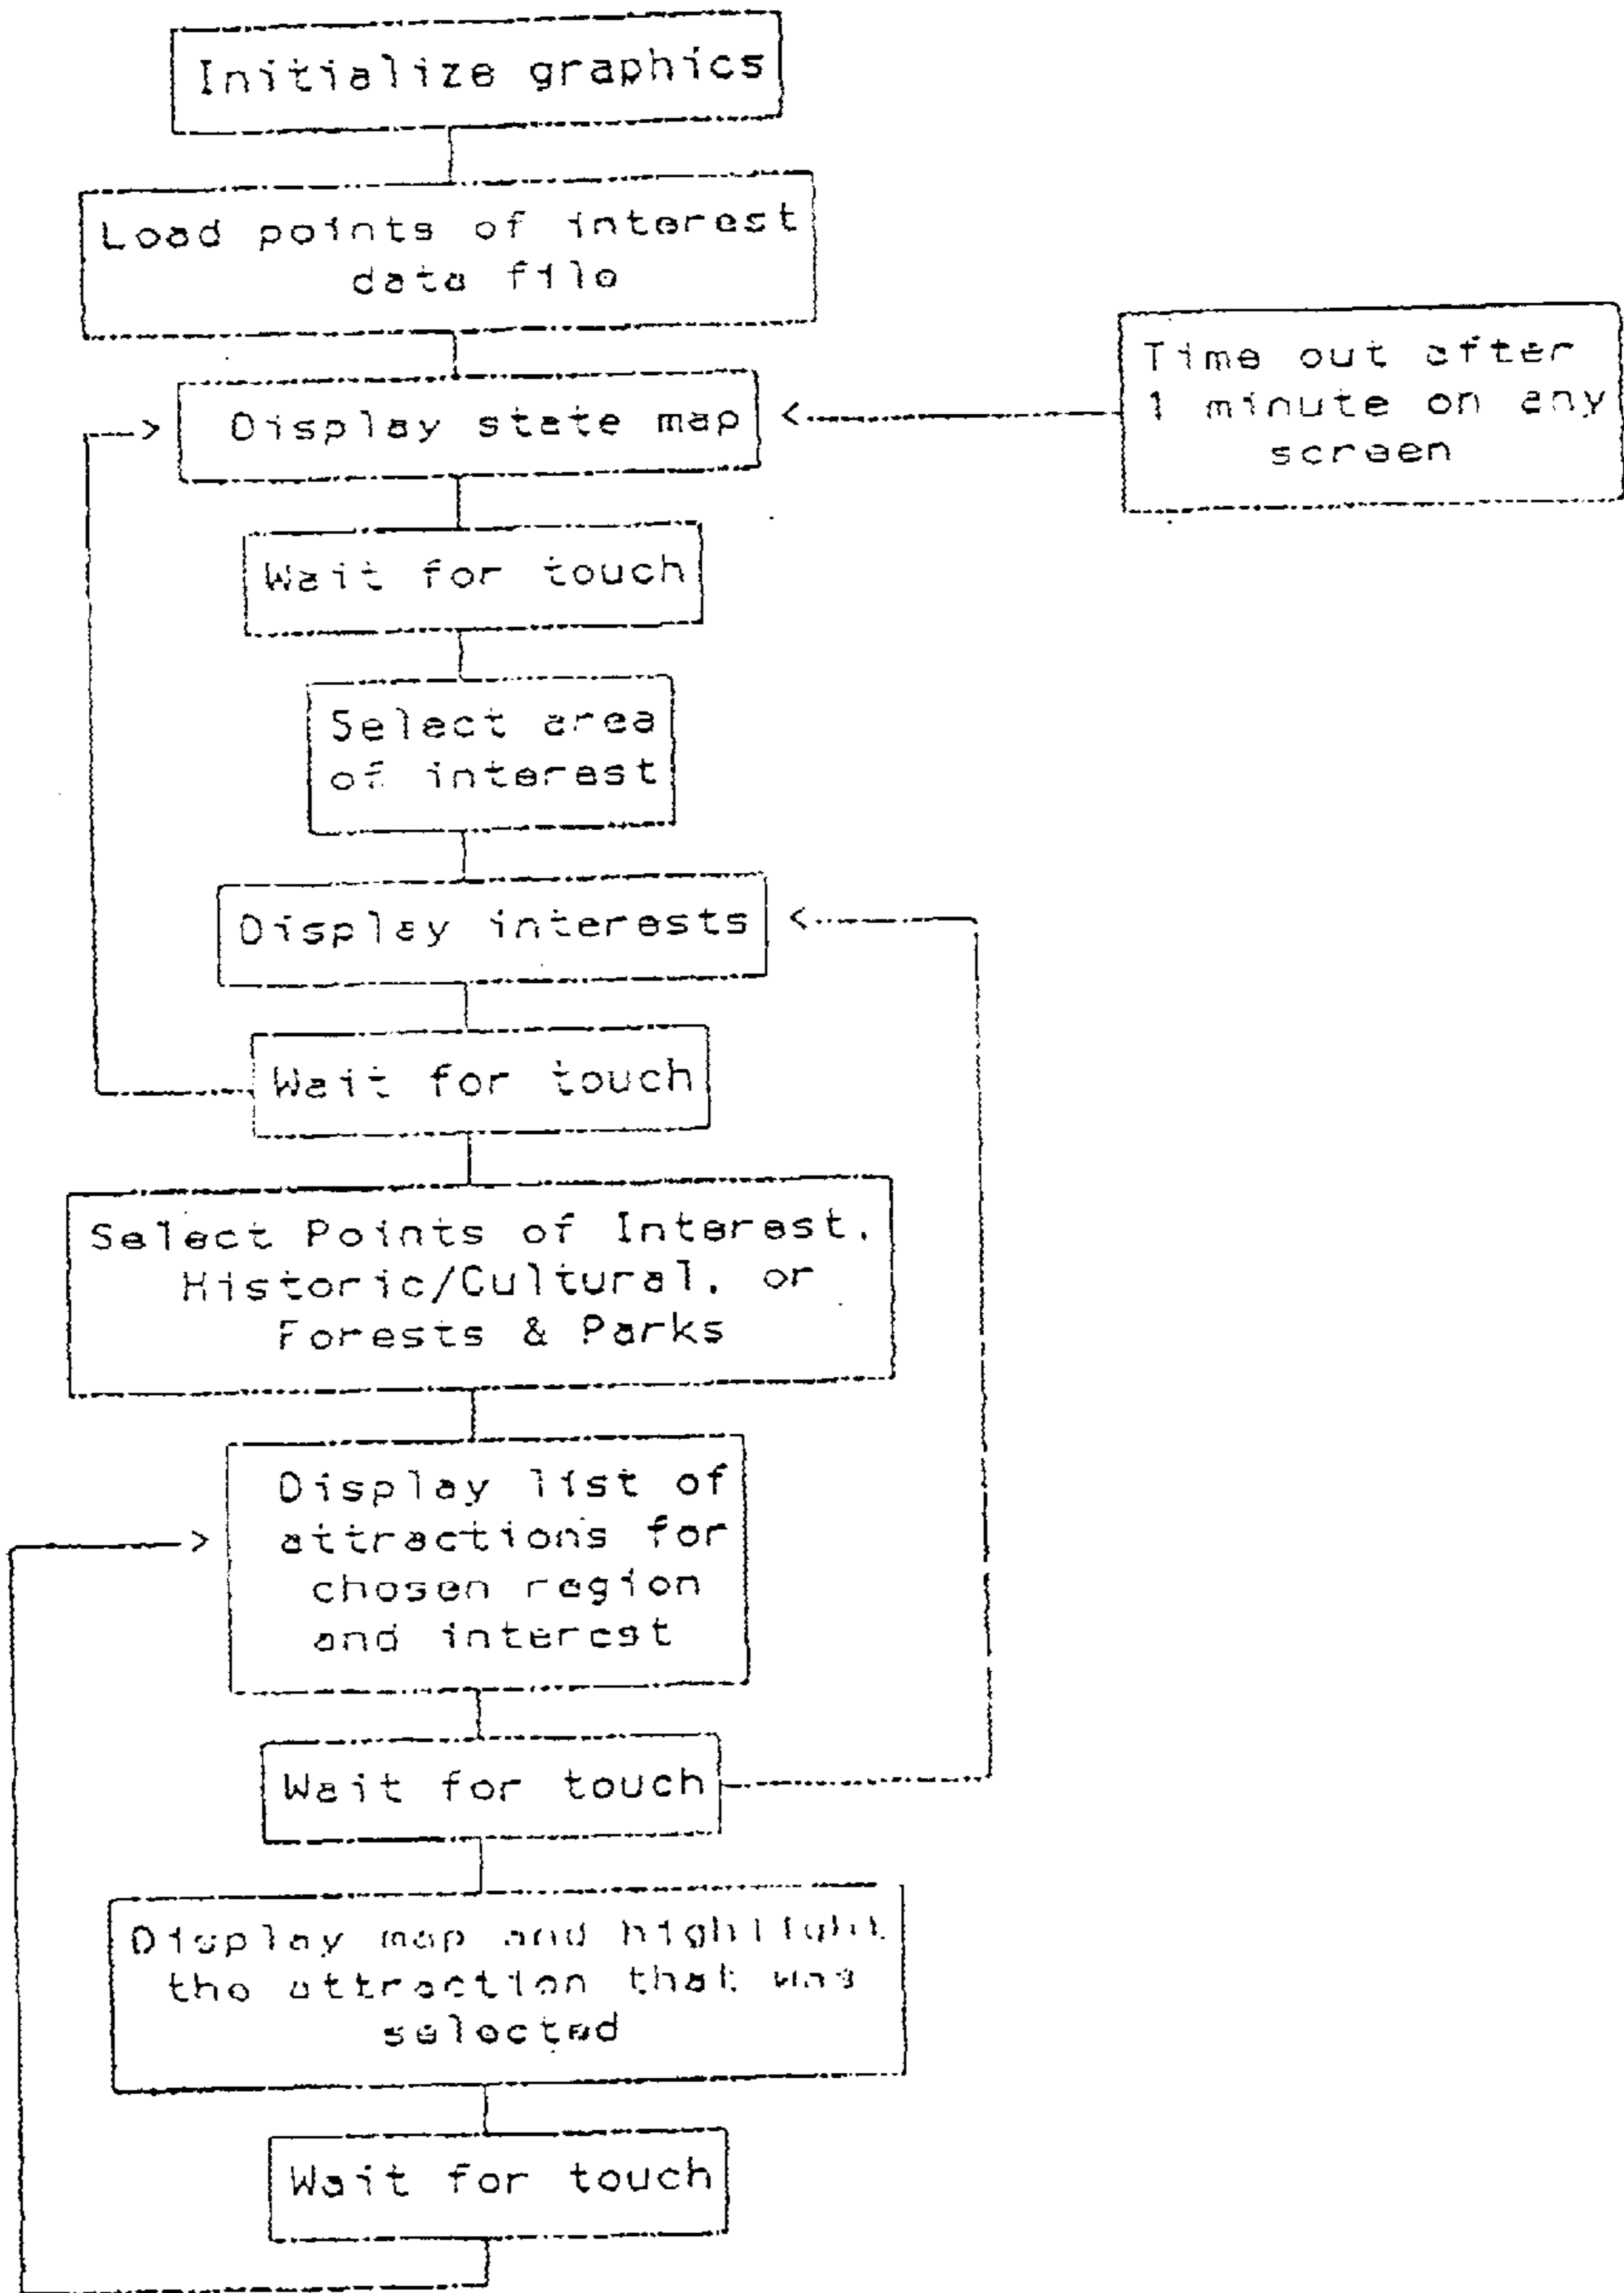 Initialize graphics
Load points of interest
data file
Time out after
1 minute on any
screen
Display state map
Wait for touch
Select area
of interest
Display interests
Wait for touch
Select Points of Interest,
Historic/Cultural, or
Forests & Parks
Display list of
attractions for
chosen region
and interest
Wait for touch
Display map and highlight
the attraction that was
selected
Wait for touch